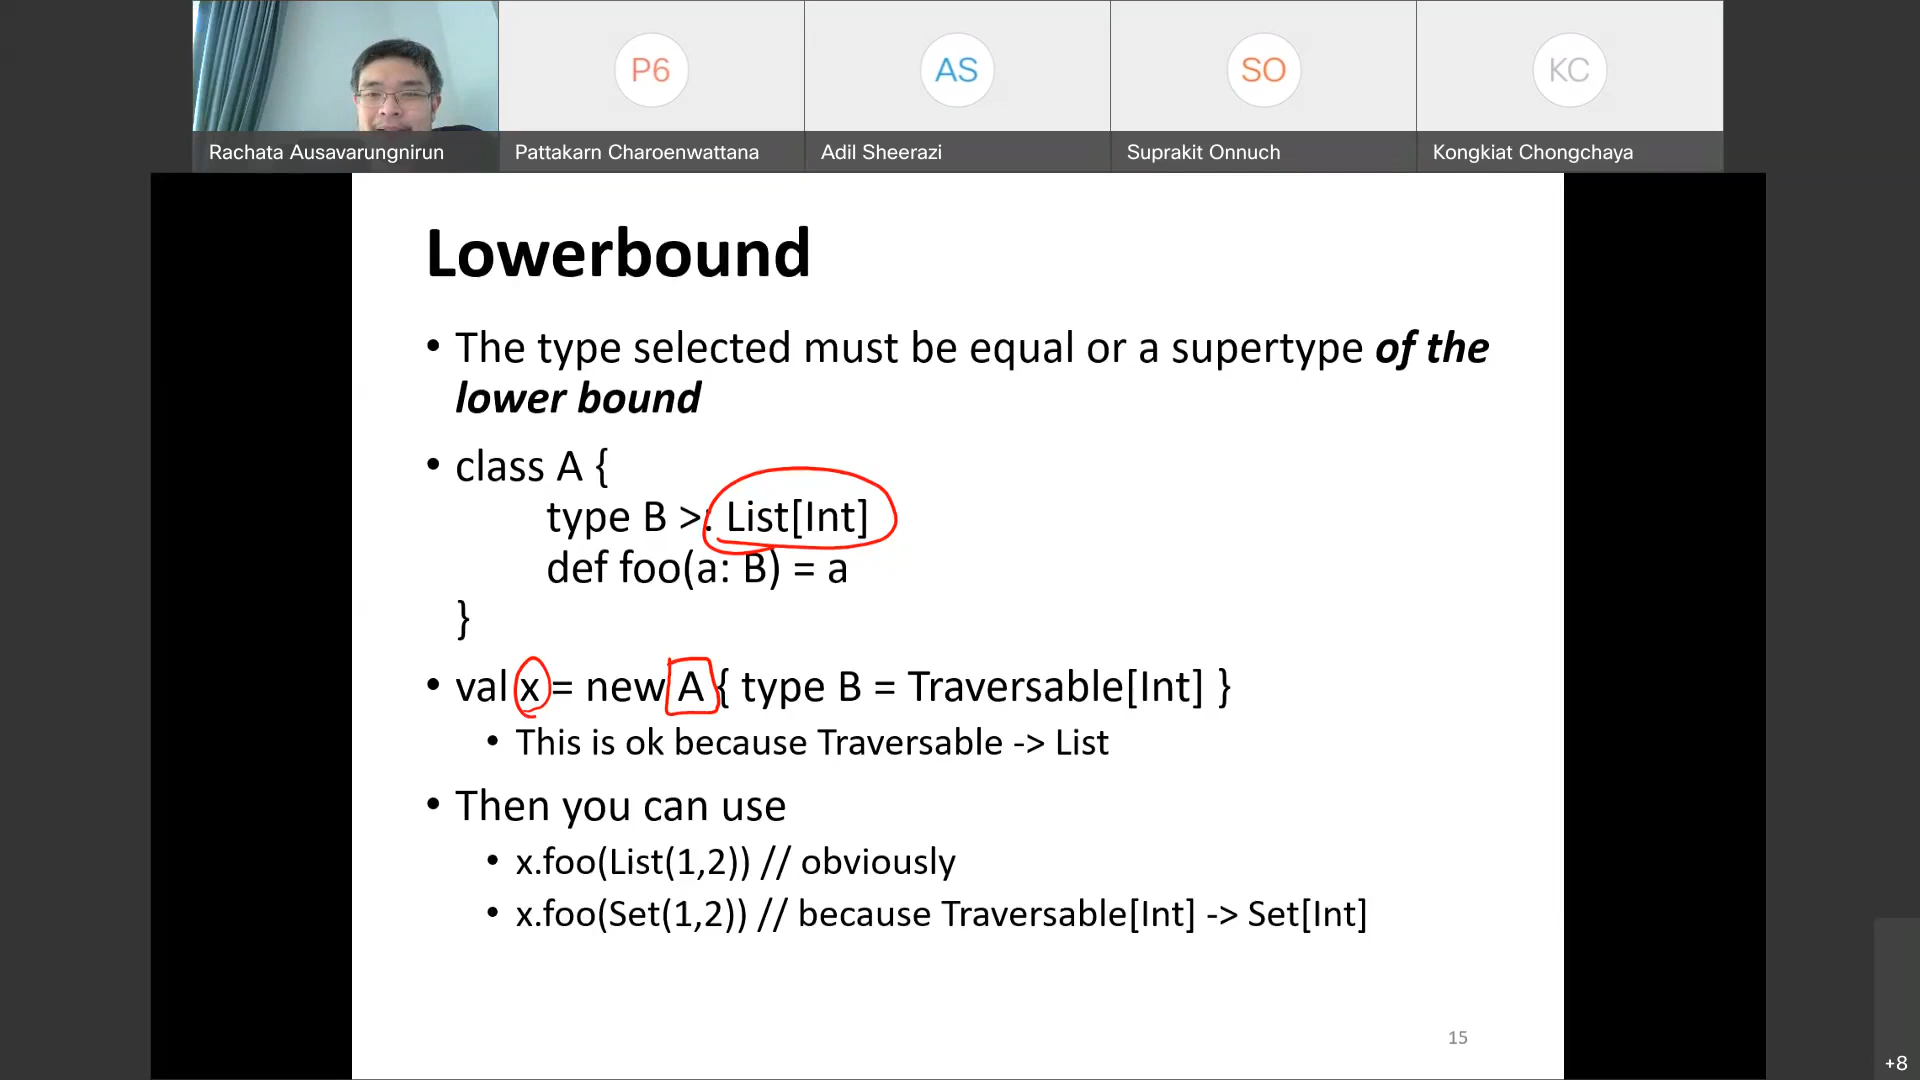 P6
AS
SO
KC
Rachata Ausavarungnirun
Pattakarn Charoenwattana
Adil Sheerazi
Suprakit Onnuch
Kongkiat Chongchaya
Lowerbound
• The type selected must be equal or a supertype of the
lower bound
• class A {
type B >: List[Int]
def foo(a: B) = a
}
• val x = new A { type B = Traversable[Int] }
• This is ok because Traversable -> List
• Then you can use
• x.foo(List(1,2)) // obviously
• x.foo(Set(1,2)) // because Traversable[Int] -> Set[Int]
15
+8